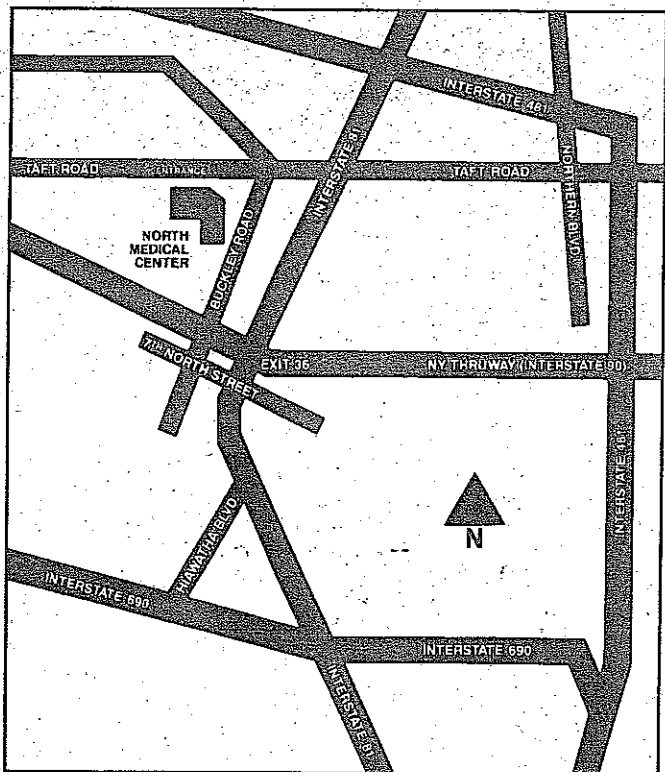 INTERSTATE 481
INTERSTATE 81
TAFT ROAD
ENTRANCE
TAFT ROAD
NORTHERN BLVD.
NORTH
MEDICAL
CENTER
BUCKLEY ROAD
7TH NORTH STREET
EXIT 36
NY THRUWAY (INTERSTATE 90)
INTERSTATE 481
N
HIAWATHA BLVD.
INTERSTATE 690
INTERSTATE 690
INTERSTATE 81